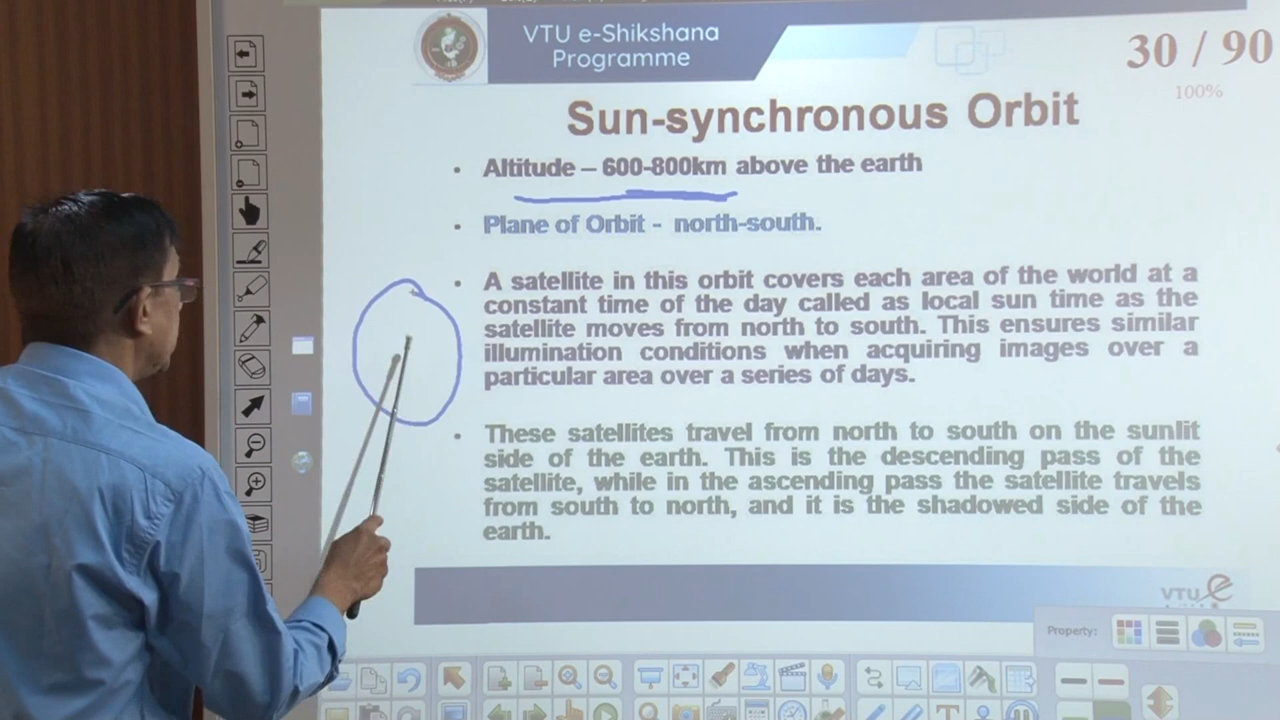 VTU e-Shikshana
Programme
30 / 90
100%
Sun-synchronous Orbit
• Altitude – 600-800km above the earth
• Plane of Orbit - north-south.
• A satellite in this orbit covers each area of the world at a
constant time of the day called as local sun time as the
satellite moves from north to south. This ensures similar
illumination conditions when acquiring images over a
particular area over a series of days.
• These satellites travel from north to south on the sunlit
side of the earth. This is the descending pass of the
satellite, while in the ascending pass the satellite travels
from south to north, and it is the shadowed side of the
earth.
VTU e
Property: